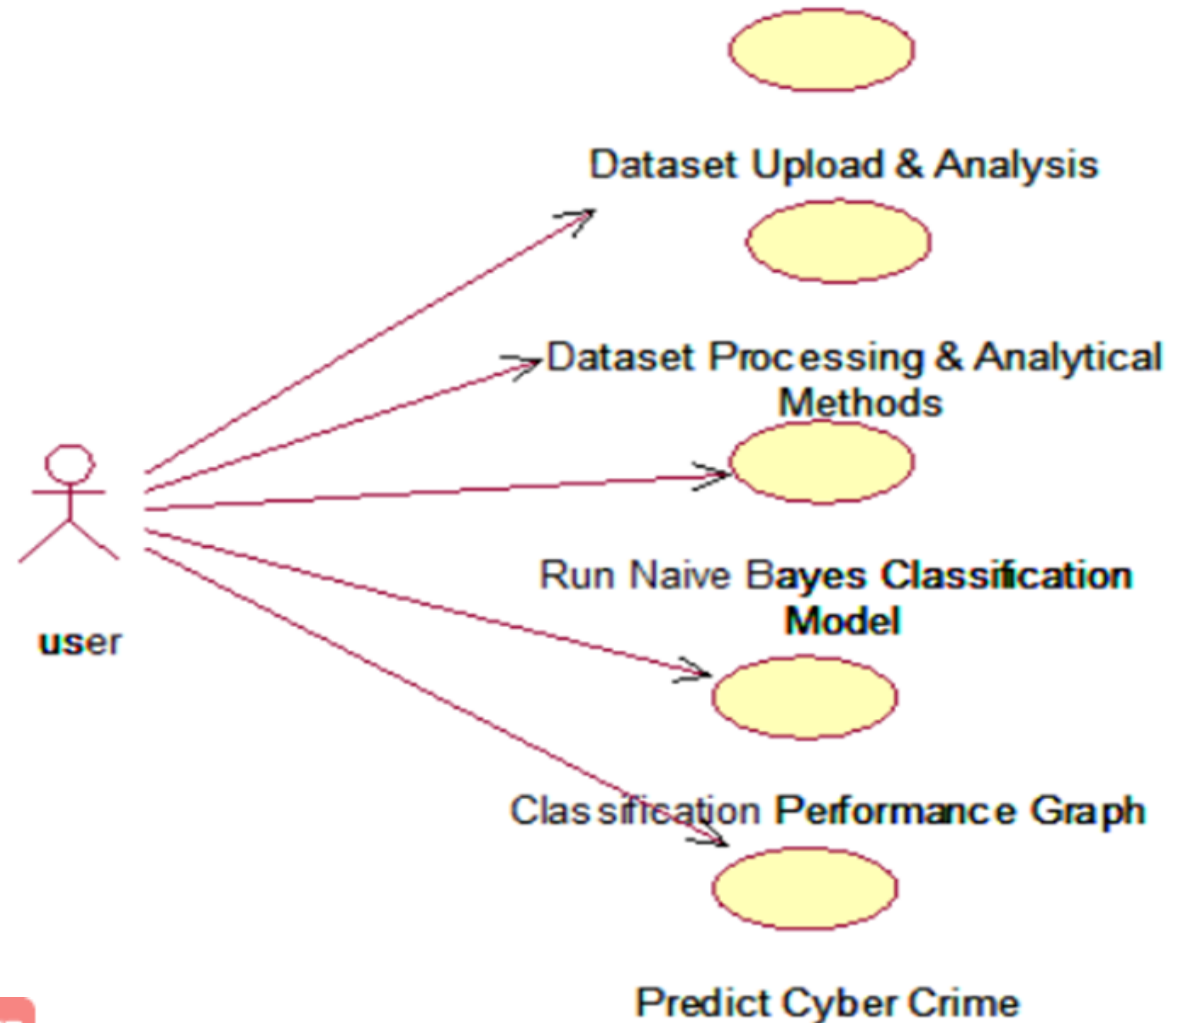 Dataset Upload & Analysis
Dataset Processing & Analytical
Methods
Run Naive Bayes Classification
Model
user
Classification Performance Graph
Predict Cyber Crime